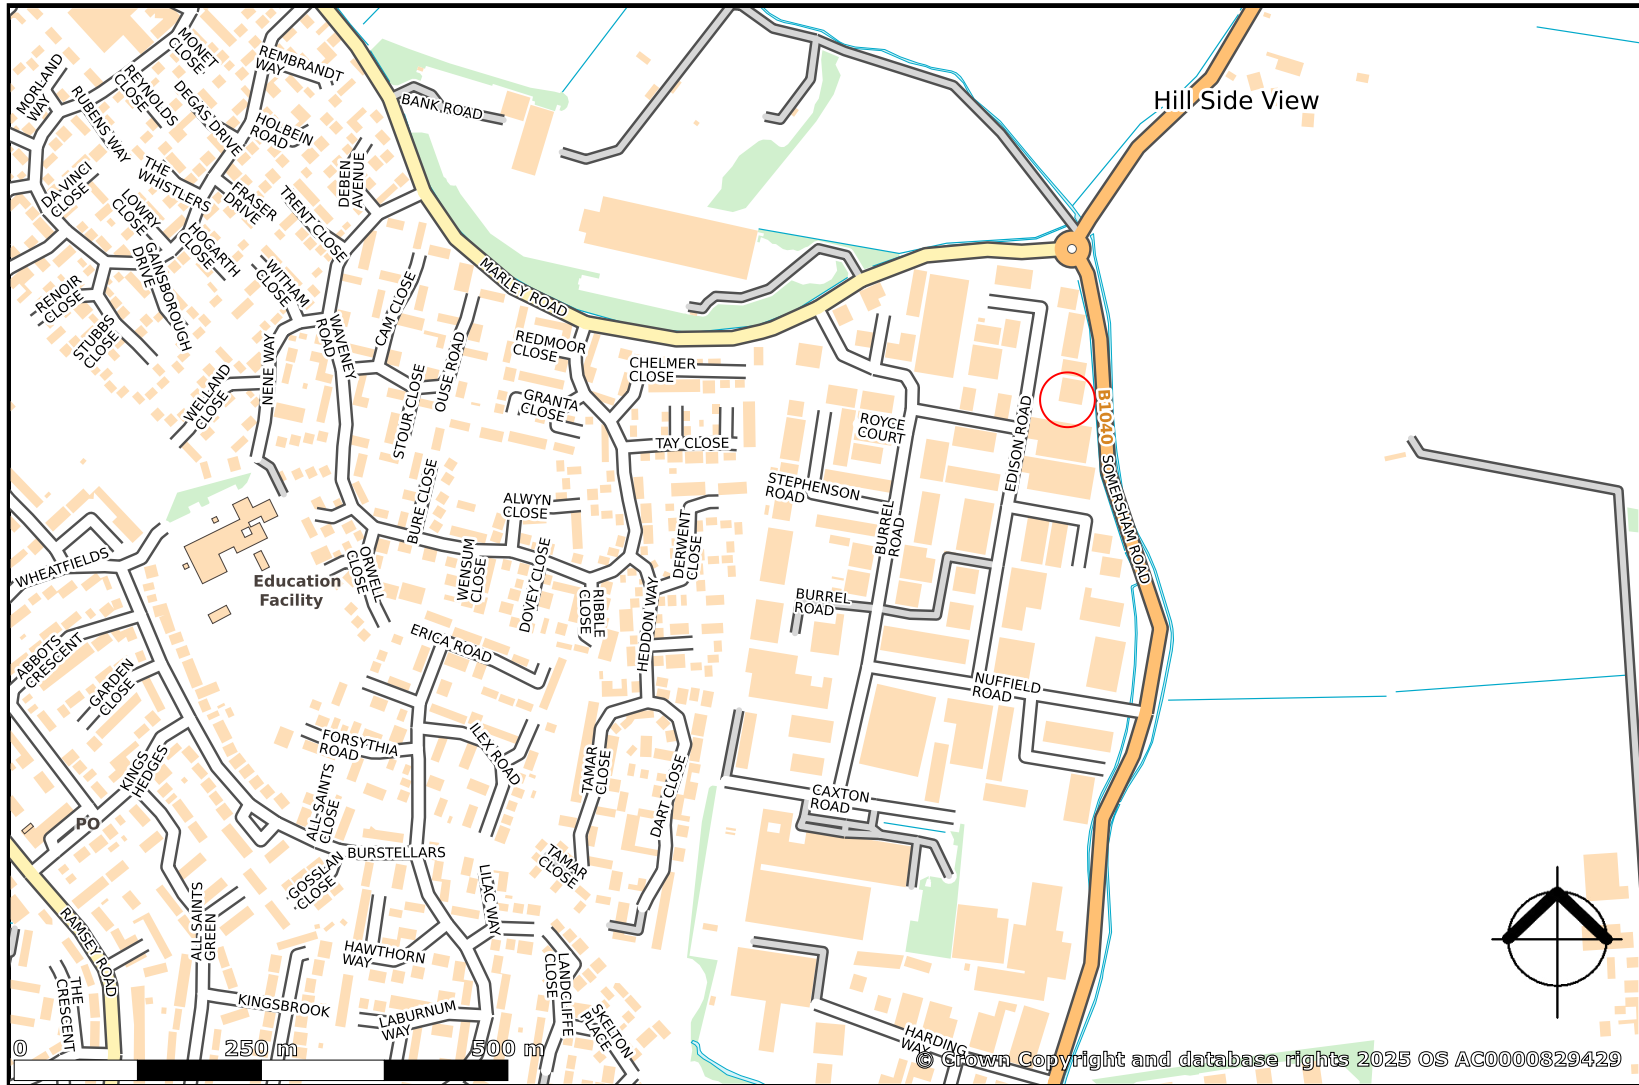 MONET
CLOSE
REMBRANDT
WAY
MORLAND
WAY
REYNOLDS
CLOSE
RUBENS WAY
DEGAS DRIVE
HOLBEIN
ROAD
BANK ROAD
Hill Side View
DA-VINCI
CLOSE
THE
WHISTLERS
DEBEN
AVENUE
FRASER
DRIVE
LOWRY
CLOSE
TRENT CLOSE
HOGARTH
CLOSE
GAINSBOROUGH
DRIVE
WITHAM
CLOSE
MARLEY ROAD
RENOIR
CLOSE
STUBBS
CLOSE
CAM CLOSE
WAVENEY
ROAD
NENE WAY
OUSE ROAD
REDMOOR
CLOSE
CHELMER
CLOSE
WELLAND
CLOSE
STOUR CLOSE
GRANTA
CLOSE
ROYCE
COURT
EDISON ROAD
B1040
TAY CLOSE
STEPHENSON
ROAD
SOMERSHAM ROAD
BURE CLOSE
ALWYN
CLOSE
BURREL
ROAD
DERWENT
CLOSE
WHEATFIELDS
ORWELL
CLOSE
WENSUM
CLOSE
DOVEY CLOSE
Education
Facility
RIBBLE
CLOSE
HEDDON WAY
BURREL
ROAD
ABBOTS
CRESCENT
ERICA ROAD
GARDEN
CLOSE
NUFFIELD
ROAD
FORSYTHIA
ROAD
ILEX ROAD
KINGS
HEDGES
TAMAR
CLOSE
DART CLOSE
ALL-SAINTS
CLOSE
CAXTON
ROAD
PO
BURSTELLARS
GOSSLAN
CLOSE
TAMAR
CLOSE
LILAC WAY
RAMSEY ROAD
ALL-SAINTS
GREEN
HAWTHORN
WAY
LANDCLIFFE
CLOSE
THE
CRESCENT
KINGSBROOK
LABURNUM
WAY
SKELTON
PLACE
HARDING
WAY
0 250 m 500 m
© Crown Copyright and database rights 2025 OS AC0000829429